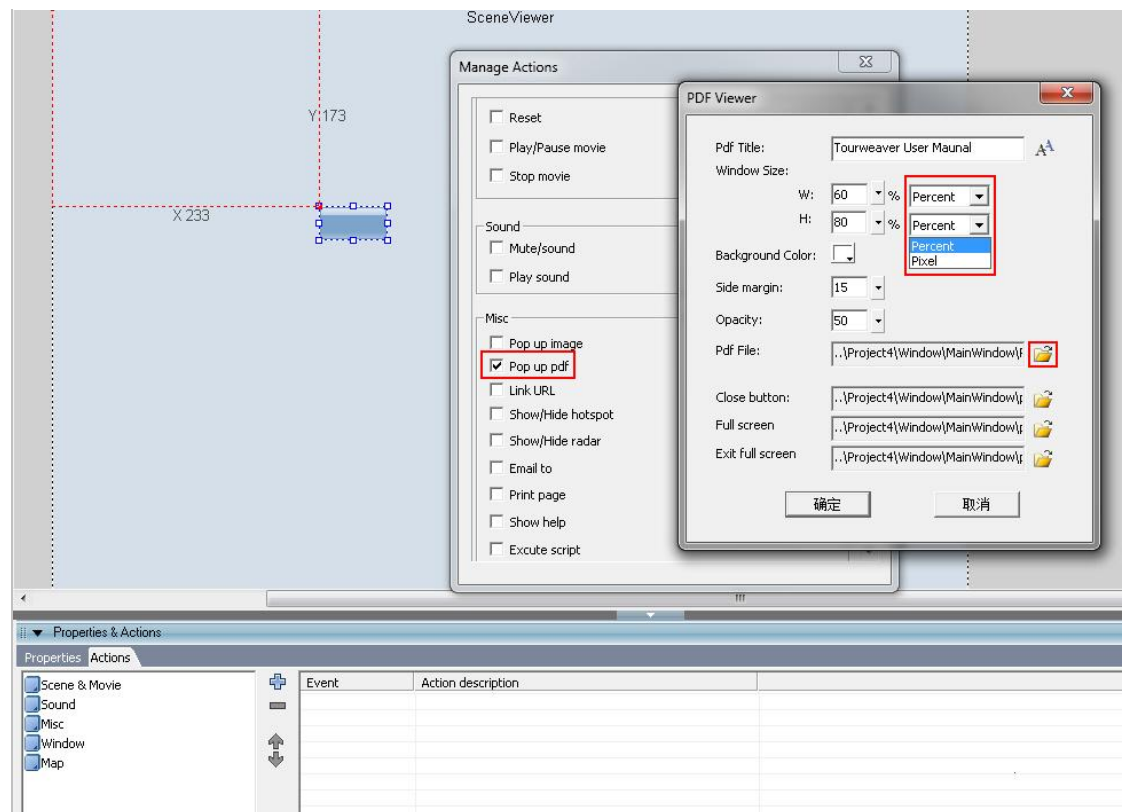 SceneViewer
Y 173
X 233
Manage Actions
Reset
Play/Pause movie
Stop movie
Sound
Mute/sound
Play sound
Misc
Pop up image
Pop up pdf
Link URL
Show/Hide hotspot
Show/Hide radar
Email to
Print page
Show help
Excute script
PDF Viewer
Pdf Title: Tourweaver User Maunal
Window Size:
W: 60 % Percent
H: 80 % Percent
Percent
Pixel
Background Color:
Side margin: 15
Opacity: 50
Pdf File: ..\Project4\Window\MainWindow\
Close button: ..\Project4\Window\MainWindow\
Full screen ..\Project4\Window\MainWindow\
Exit full screen ..\Project4\Window\MainWindow\
确定 取消
Properties & Actions
Properties Actions
Scene & Movie
Sound
Misc
Window
Map
Event Action description